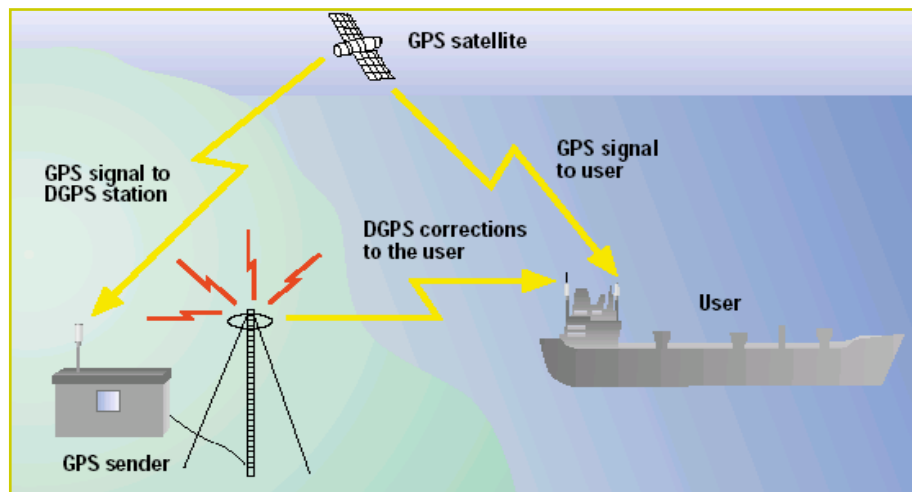 GPS satellite
GPS signal to
DGPS station
GPS signal
to user
DGPS corrections
to the user
User
GPS sender